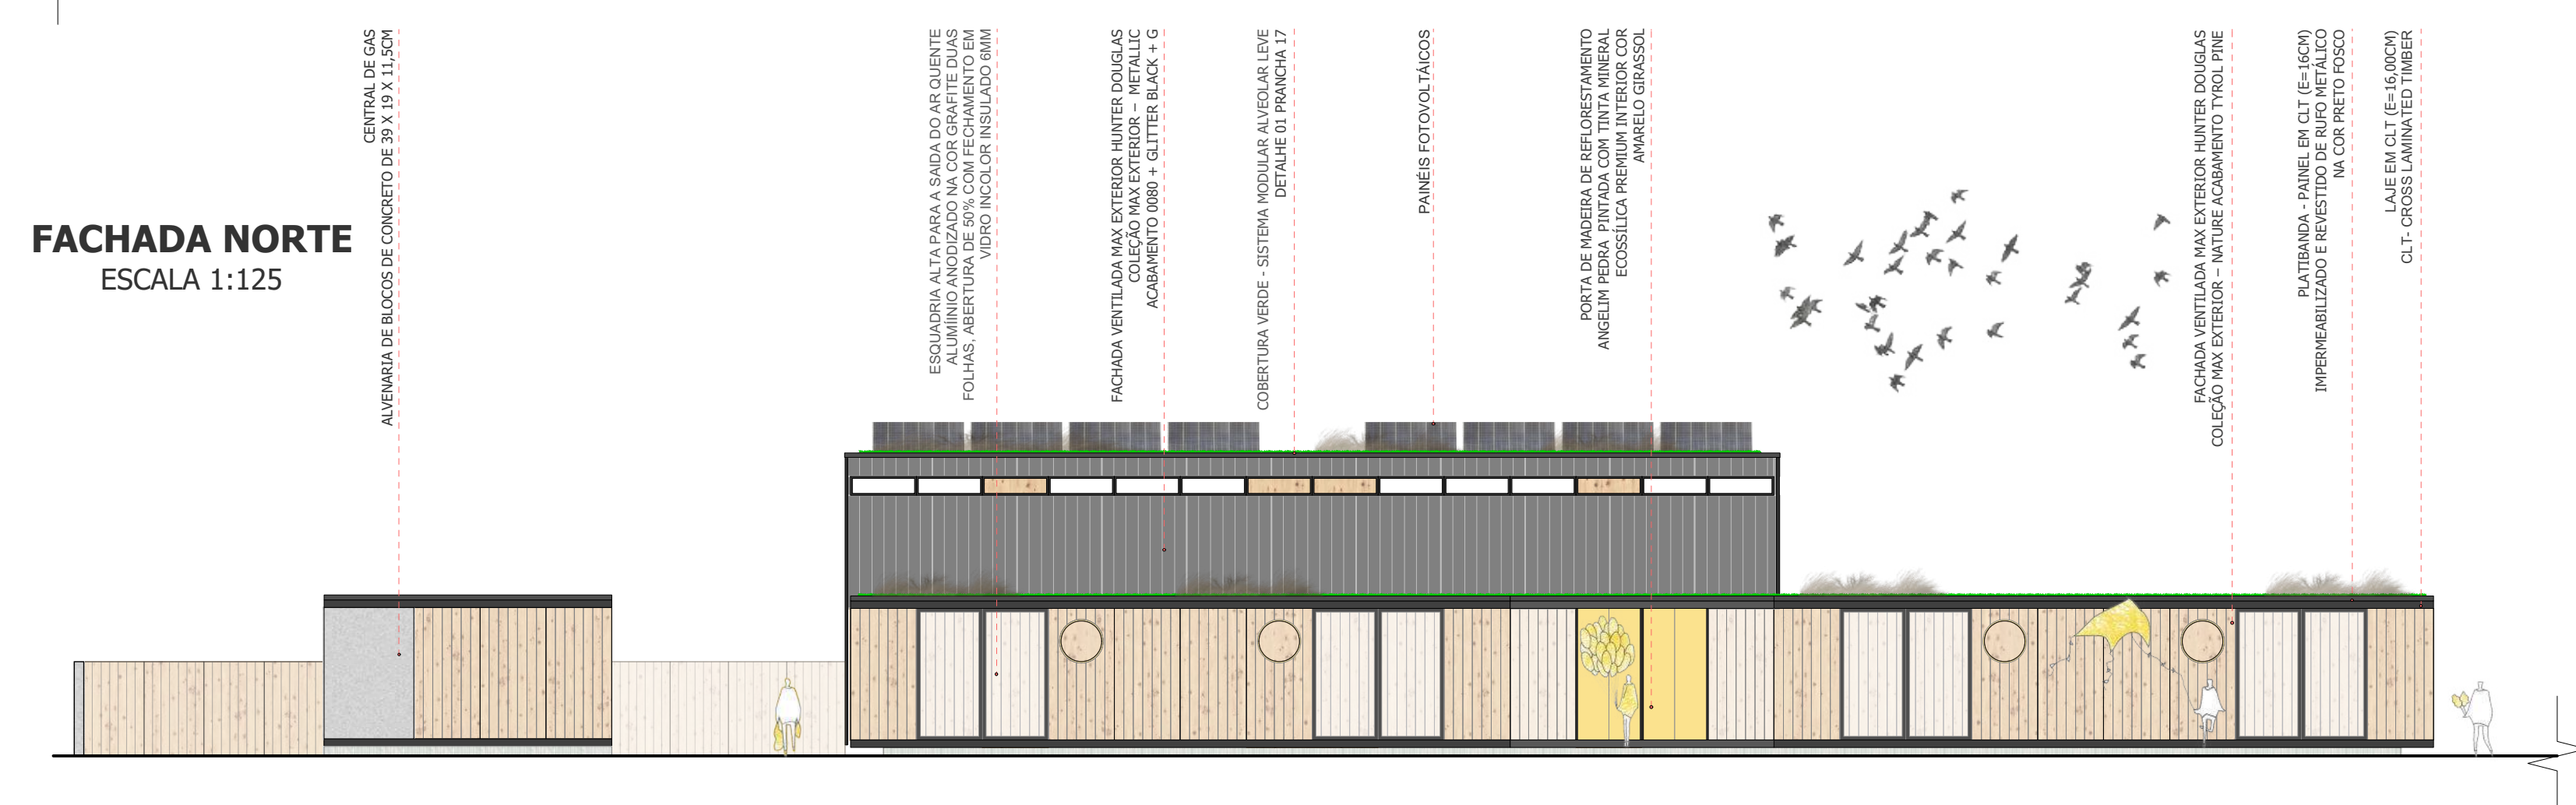 FACHADA NORTE
ESCALA 1:125
CENTRAL DE GAS
ALVENARIA DE BLOCOS DE CONCRETO DE 39 X 19 X 11,5CM
ESQUADRIA ALTA PARA A SAIDA DO AR QUENTE
ALUMÍINIO ANODIZADO NA COR GRAFITE DUAS
FOLHAS, ABERTURA DE 50% COM FECHAMENTO EM
VIDRO INCOLOR INSULADO 6MM
FACHADA VENTILADA MAX EXTERIOR HUNTER DOUGLAS
COLEÇÃO MAX EXTERIOR – METALLIC
ACABAMENTO 0080 + GLITTER BLACK + G
COBERTURA VERDE - SISTEMA MODULAR ALVEOLAR LEVE
DETALHE 01 PRANCHA 17
PAINÉIS FOTOVOLTÁICOS
PORTA DE MADEIRA DE REFLORESTAMENTO
ANGELIM PEDRA PINTADA COM TINTA MINERAL
ECOSSÍLICA PREMIUM INTERIOR COR
AMARELO GIRASSOL
FACHADA VENTILADA MAX EXTERIOR HUNTER DOUGLAS
COLEÇÃO MAX EXTERIOR – NATURE ACABAMENTO TYROL PINE
PLATIBANDA - PAINEL EM CLT (E=16CM)
IMPERMEABILIZADO E REVESTIDO DE RUFO METÁLICO
NA COR PRETO FOSCO
LAJE EM CLT (E=16,00CM)
CLT- CROSS LAMINATED TIMBER